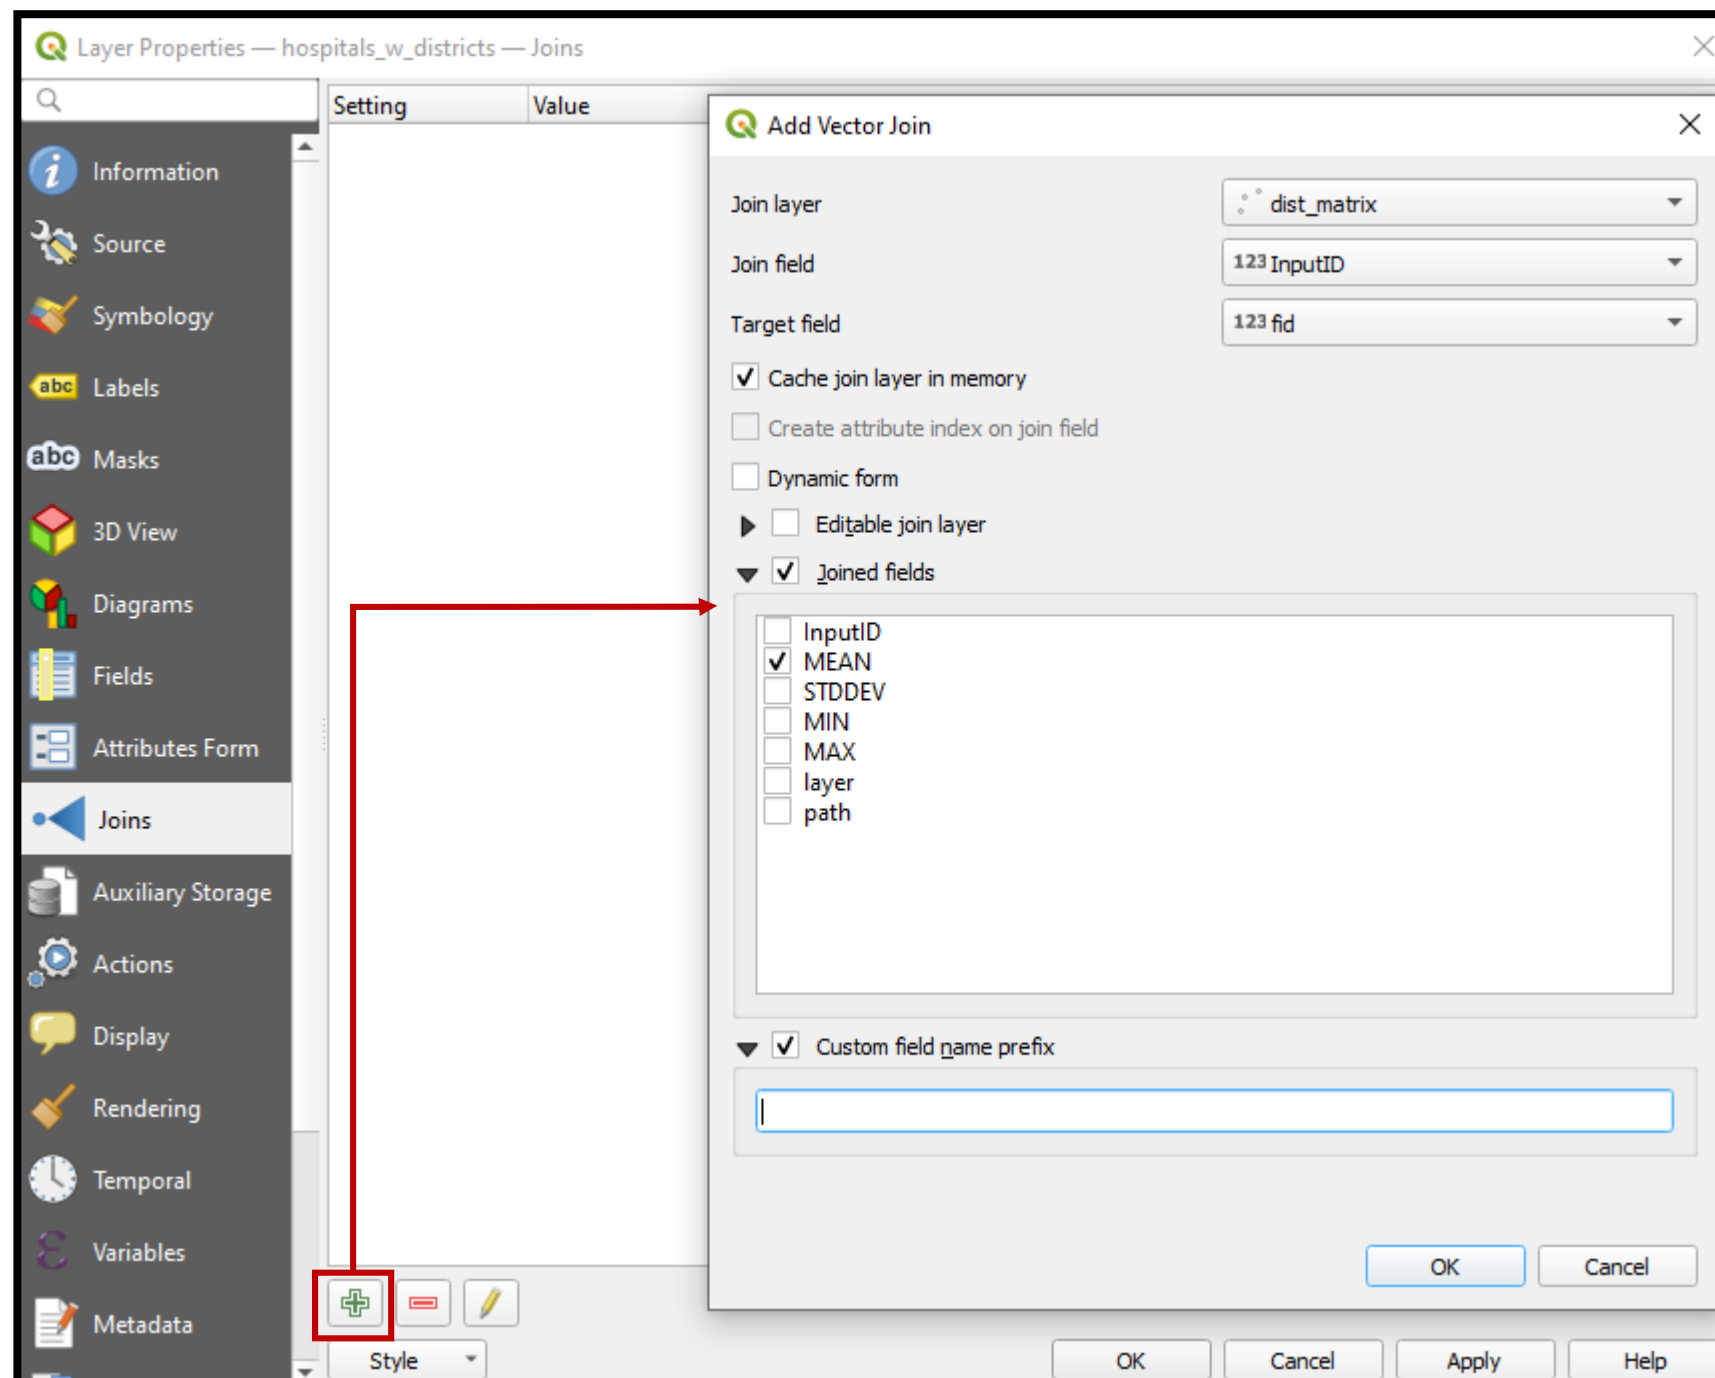 Layer Properties — hospitals_w_districts — Joins
Setting
Value
Information
Source
Symbology
abc Labels
abc Masks
3D View
Diagrams
Fields
Attributes Form
Joins
Auxiliary Storage
Actions
Display
Rendering
Temporal
Variables
Metadata
Style
Add Vector Join
Join layer
dist_matrix
Join field
123 InputID
Target field
123 fid
Cache join layer in memory
Create attribute index on join field
Dynamic form
Editable join layer
Joined fields
InputID
MEAN
STDDEV
MIN
MAX
layer
path
Custom field name prefix
OK
Cancel
OK
Cancel
Apply
Help